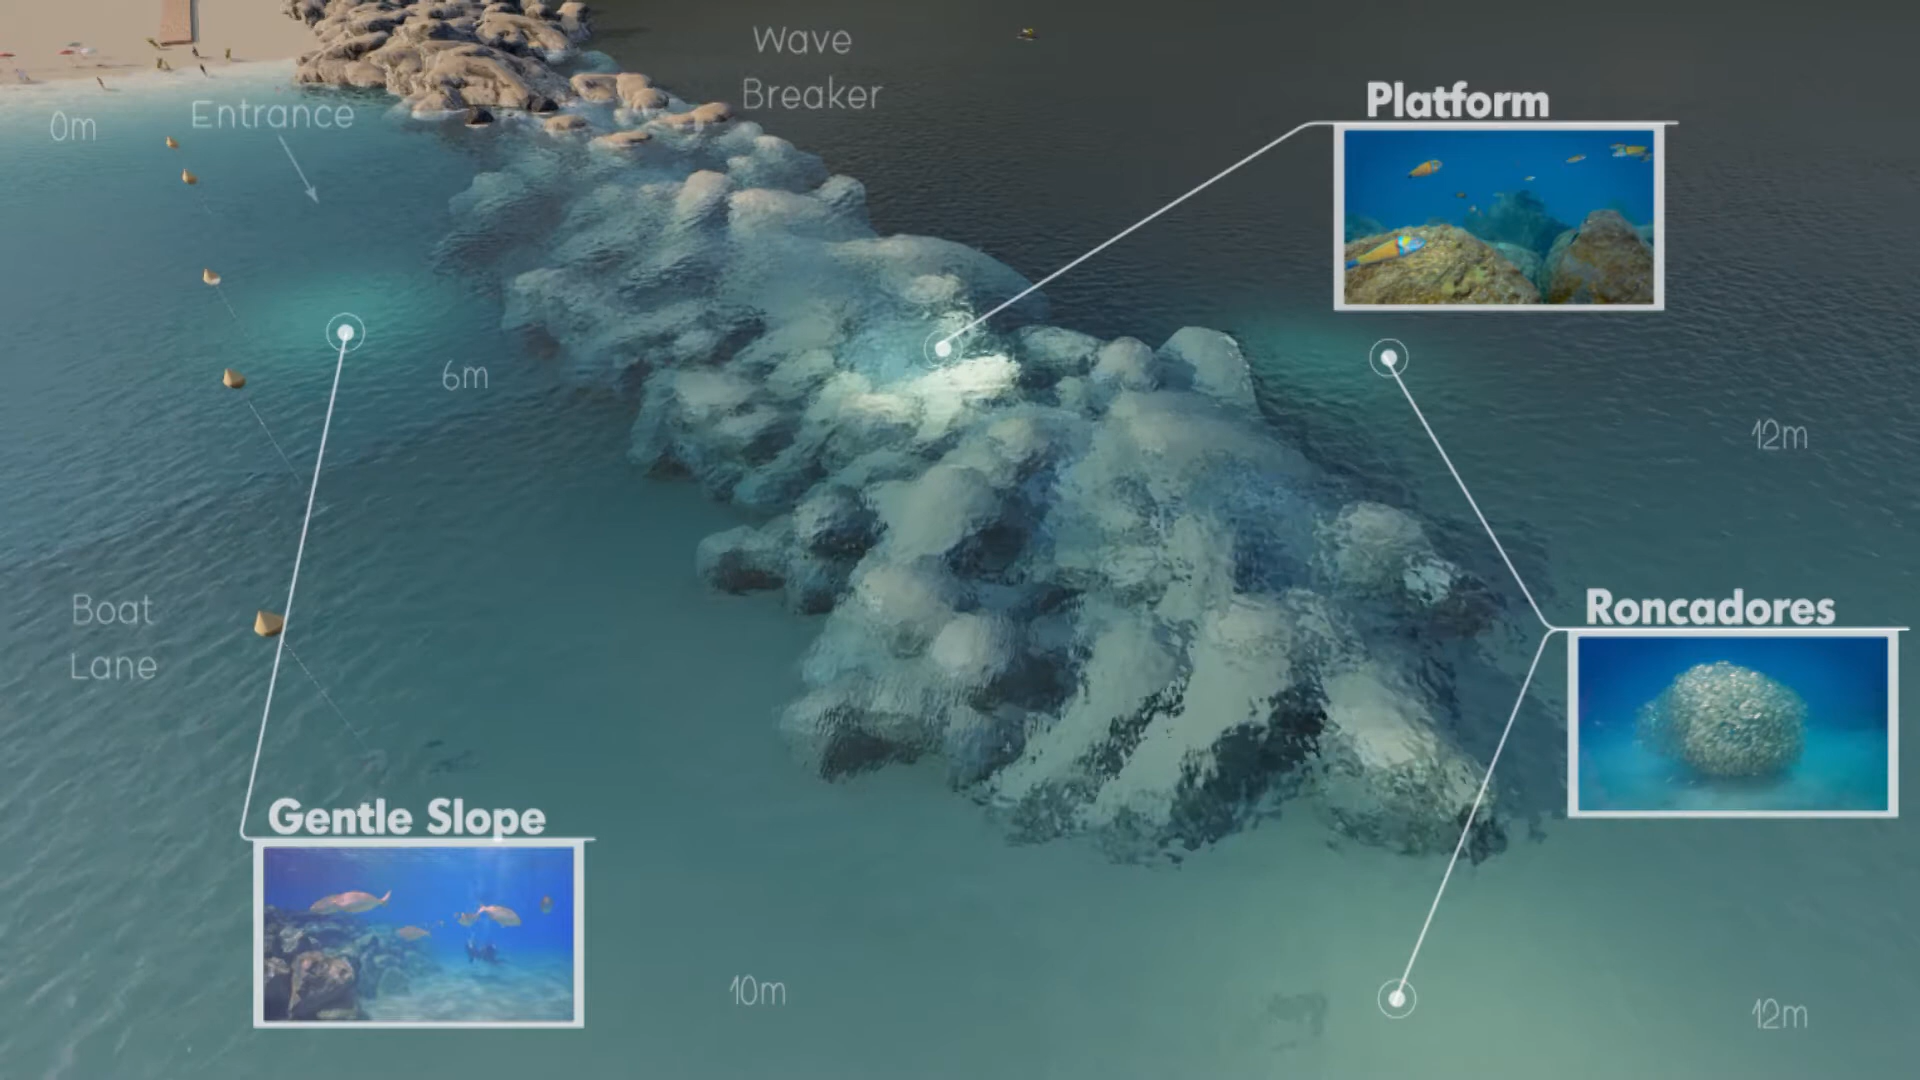 Wave
Breaker
Platform
Entrance
0m
6m
12m
Boat
Lane
Roncadores
Gentle Slope
10m
12m